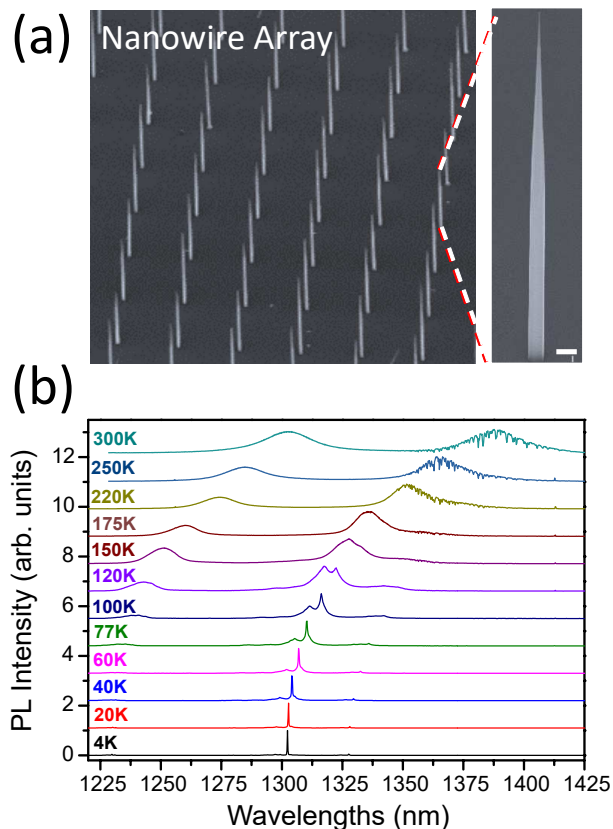 (a)
Nanowire Array
(b)
PL Intensity (arb. units)
12
10
8
6
4
2
0
300K
250K
220K
175K
150K
120K
100K
77K
60K
40K
20K
4K
1225 1250 1275 1300 1325 1350 1375 1400 1425
Wavelengths (nm)